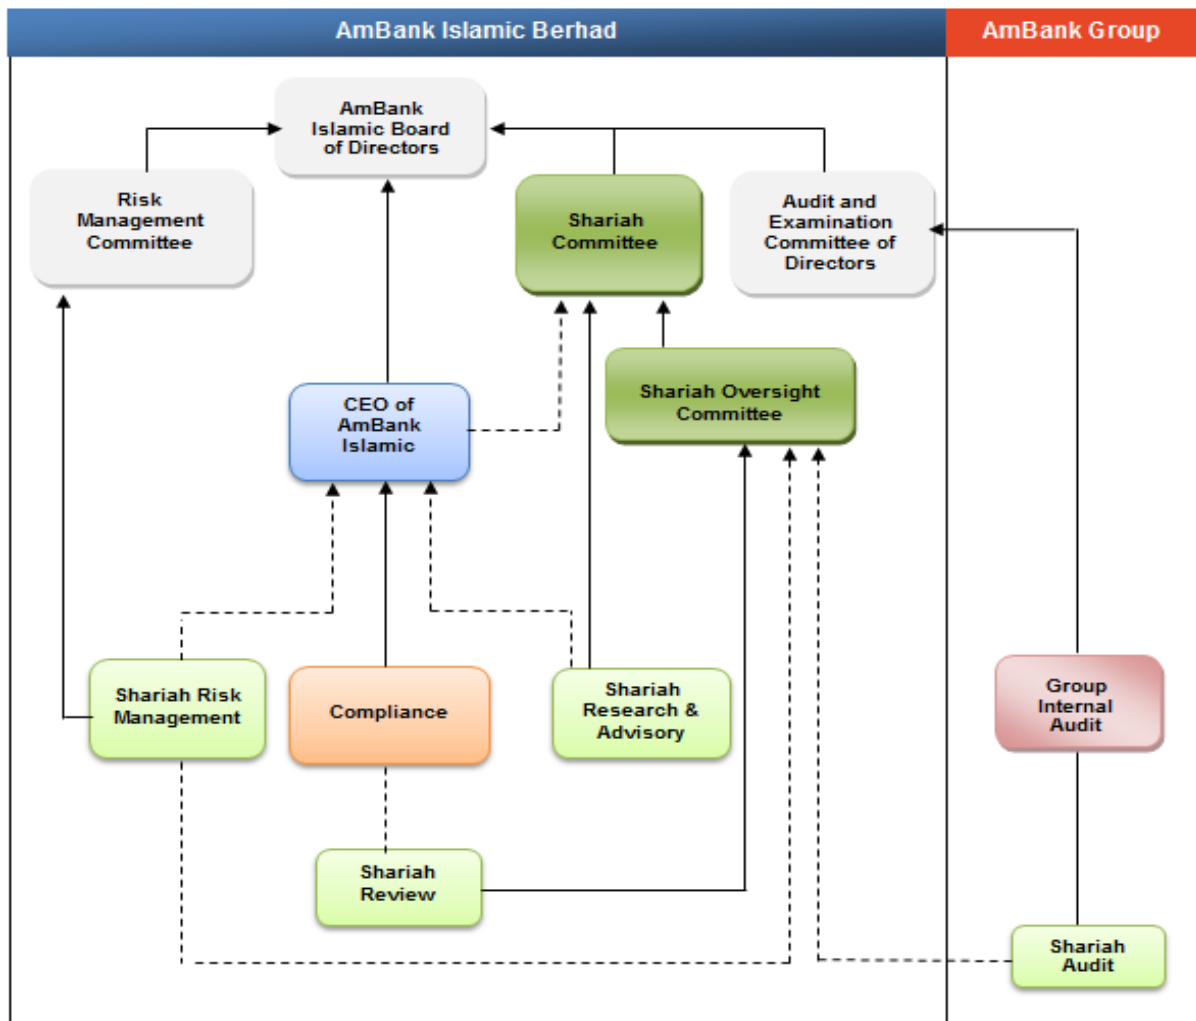 AmBank Islamic Berhad
AmBank Group
AmBank
Islamic Board
of Directors
Risk
Management
Committee
Shariah
Committee
Audit and
Examination
Committee of
Directors
Shariah Oversight
Committee
CEO of
AmBank
Islamic
Shariah Risk
Management
Compliance
Shariah
Research &
Advisory
Group
Internal
Audit
Shariah
Review
Shariah
Audit